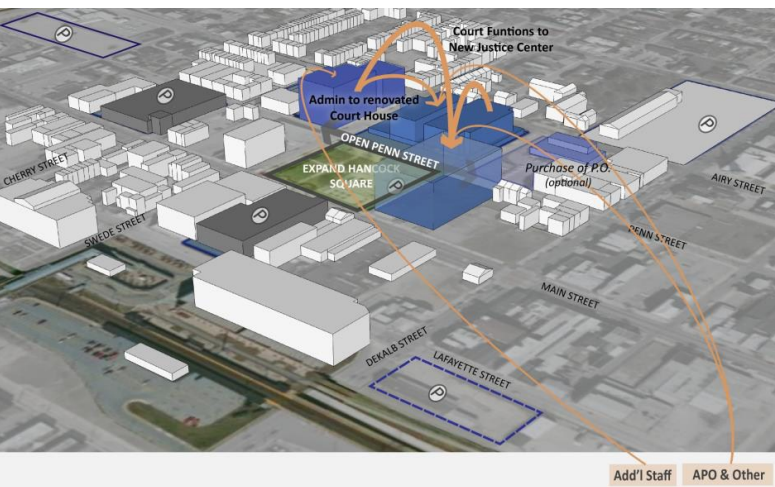 Court Funtions to
New Justice Center
Admin to renovated
Court House
OPEN PENN STREET
EXPAND HANCOCK
SQUARE
Purchase of P.O.
(optional)
CHERRY STREET
SWEDE STREET
AIRY STREET
PENN STREET
MAIN STREET
DEKALB STREET
LAFAYETTE STREET
P
P
P
P
P
P
Add'l Staff
APO & Other